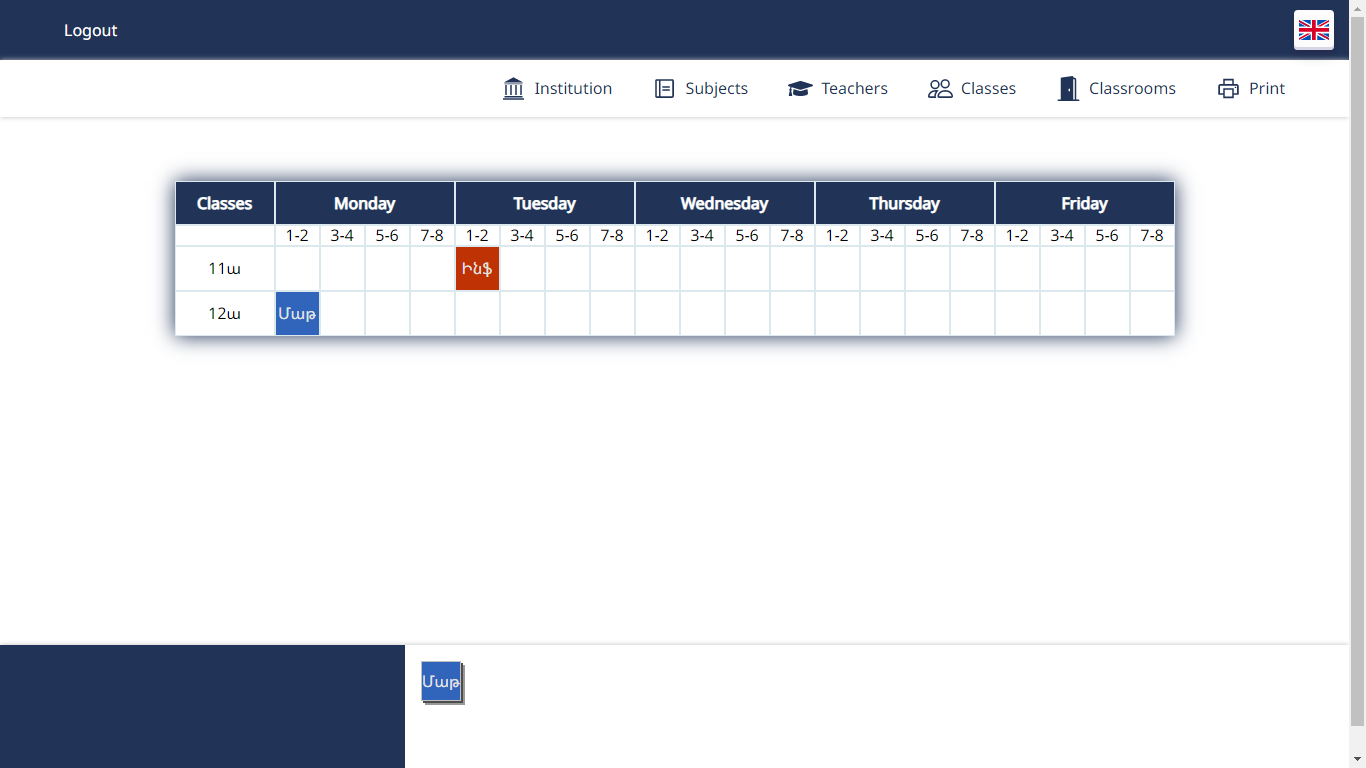 Logout
Institution Subjects Teachers Classes Classrooms Print
Classes Monday Tuesday Wednesday Thursday Friday
1-2 3-4 5-6 7-8 1-2 3-4 5-6 7-8 1-2 3-4 5-6 7-8 1-2 3-4 5-6 7-8 1-2 3-4 5-6 7-8
11ա Ինֆ
12ա Մաթ
Մաթ